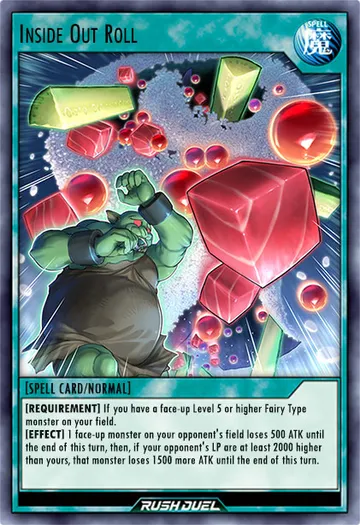 INSIDE OUT ROLL
SPELL
魔
[SPELL CARD/NORMAL]
[REQUIREMENT] If you have a face-up Level 5 or higher Fairy Type
monster on your field.
[EFFECT] 1 face-up monster on your opponent's field loses 500 ATK until
the end of this turn, then, if your opponent's LP are at least 2000 higher
than yours, that monster loses 1500 more ATK until the end of this turn.
RUSH DUEL